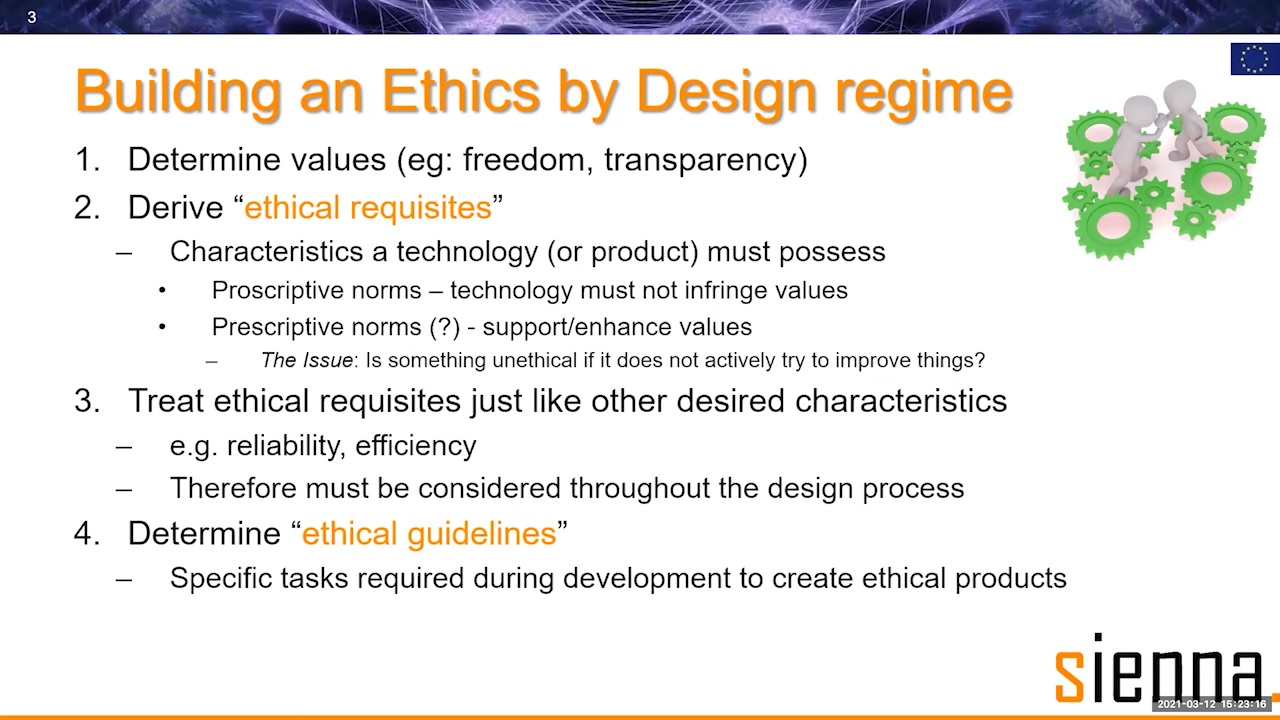 3
Building an Ethics by Design regime
1. Determine values (eg: freedom, transparency)
2. Derive “ethical requisites”
– Characteristics a technology (or product) must possess
• Proscriptive norms – technology must not infringe values
• Prescriptive norms (?) - support/enhance values
– The Issue: Is something unethical if it does not actively try to improve things?
3. Treat ethical requisites just like other desired characteristics
– e.g. reliability, efficiency
– Therefore must be considered throughout the design process
4. Determine “ethical guidelines”
– Specific tasks required during development to create ethical products
sienna.
2021-03-12 15:23:16